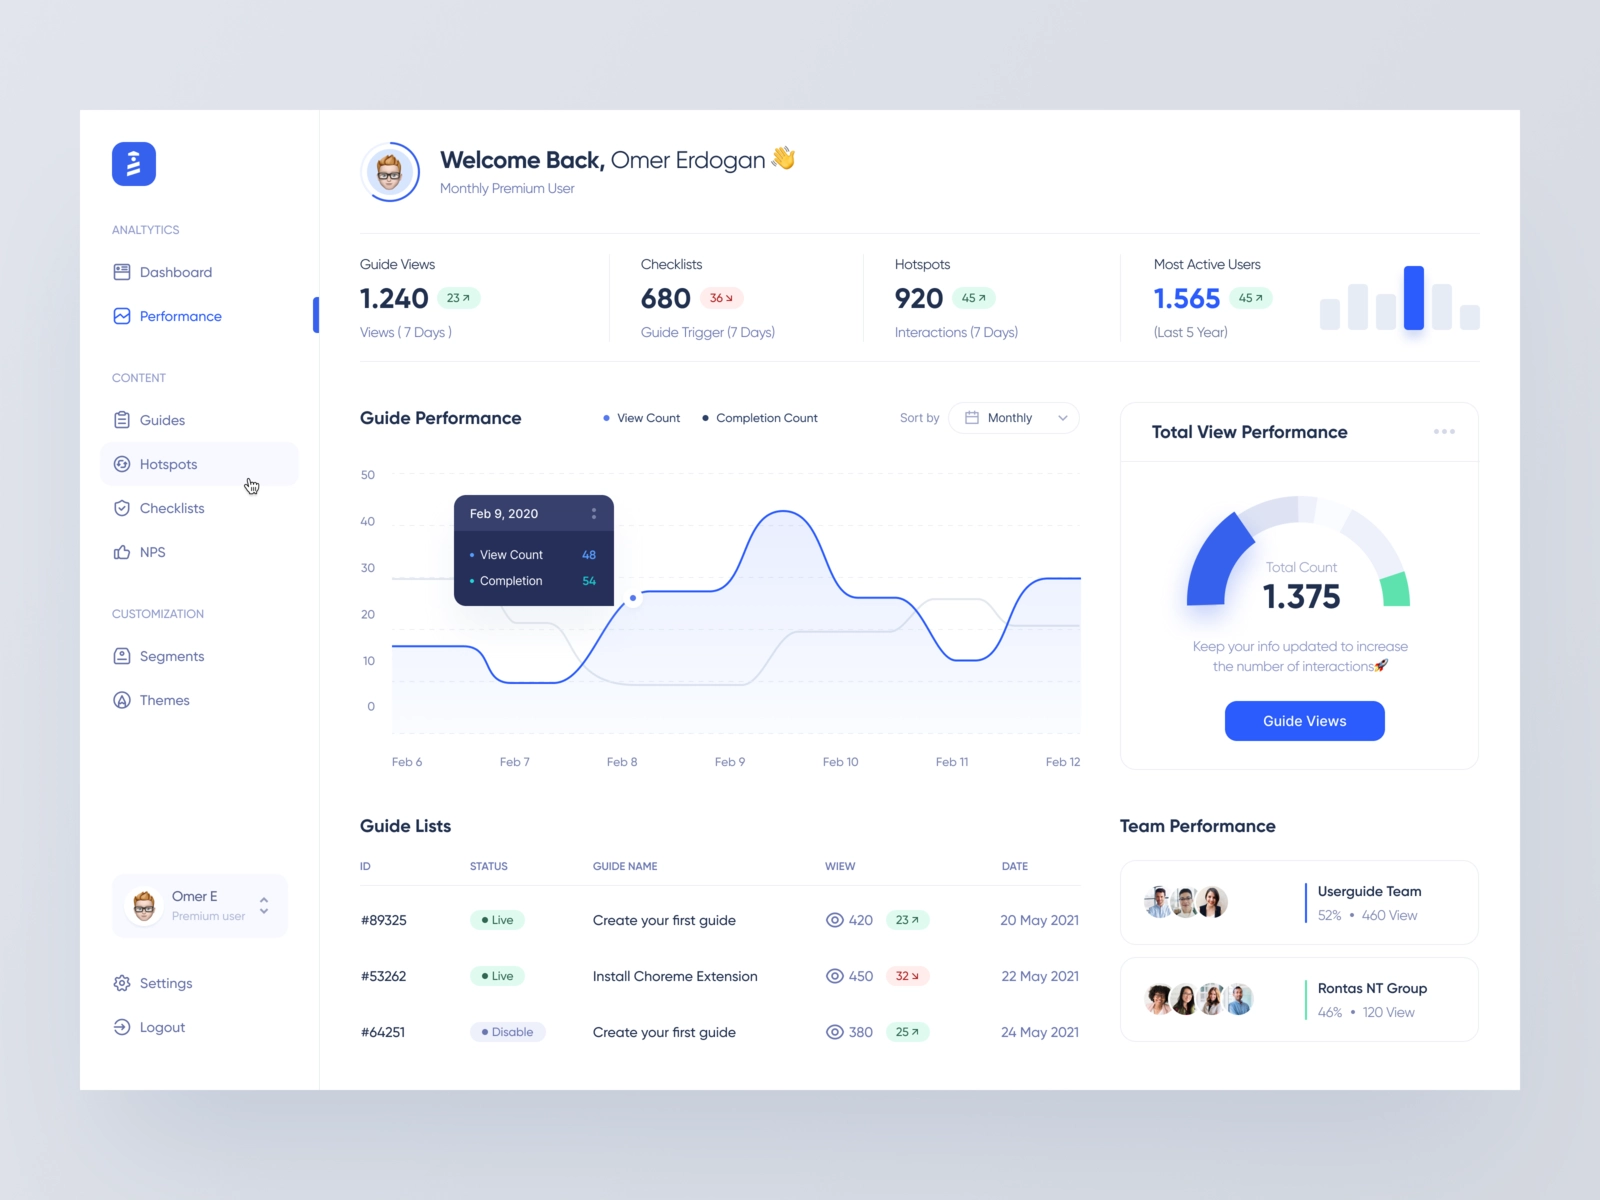 ANALTYTICS
Dashboard
Performance
CONTENT
Guides
Hotspots
Checklists
NPS
CUSTOMIZATION
Segments
Themes
Omer E
Premium user
Settings
Logout
Welcome Back, Omer Erdogan 👋
Monthly Premium User
Guide Views
1.240 23
Views ( 7 Days )
Checklists
680 36
Guide Trigger (7 Days)
Hotspots
920 45
Interactions (7 Days)
Most Active Users
1.565 45
(Last 5 Year)
Guide Performance
View Count Completion Count
Sort by Monthly
50
40
30
20
10
0
Feb 9, 2020
View Count 48
Completion 54
Feb 6 Feb 7 Feb 8 Feb 9 Feb 10 Feb 11 Feb 12
Total View Performance
Total Count
1.375
Keep your info updated to increase
the number of interactions🚀
Guide Views
Guide Lists
ID STATUS GUIDE NAME WIEW DATE
#89325 Live Create your first guide 420 23 20 May 2021
#53262 Live Install Choreme Extension 450 32 22 May 2021
#64251 Disable Create your first guide 380 25 24 May 2021
Team Performance
Userguide Team
52% • 460 View
Rontas NT Group
46% • 120 View